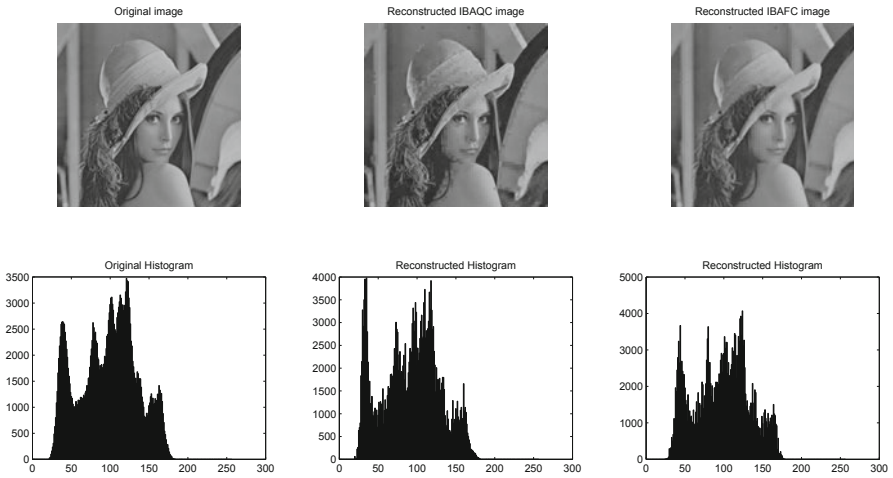 Original image
Reconstructed IBAQC image
Reconstructed IBAFC image
Original Histogram
Reconstructed Histogram
Reconstructed Histogram
3500
3000
2500
2000
1500
1000
500
0
0 50 100 150 200 250 300
4000
3500
3000
2500
2000
1500
1000
500
0
0 50 100 150 200 250 300
5000
4000
3000
2000
1000
0
0 50 100 150 200 250 300